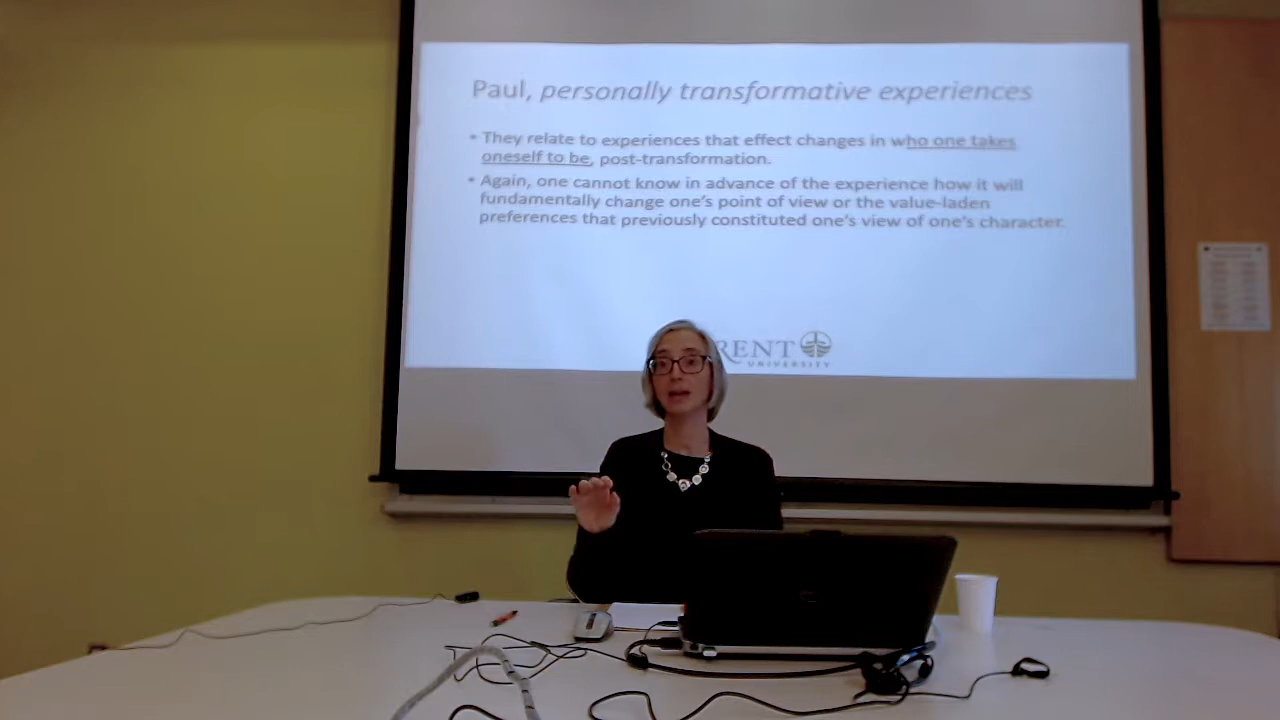 Paul, personally transformative experiences
• They relate to experiences that effect changes in who one takes
oneself to be, post-transformation.
• Again, one cannot know in advance of the experience how it will
fundamentally change one's point of view or the value-laden
preferences that previously constituted one's view of one's character.
RENT
UNIVERSITY